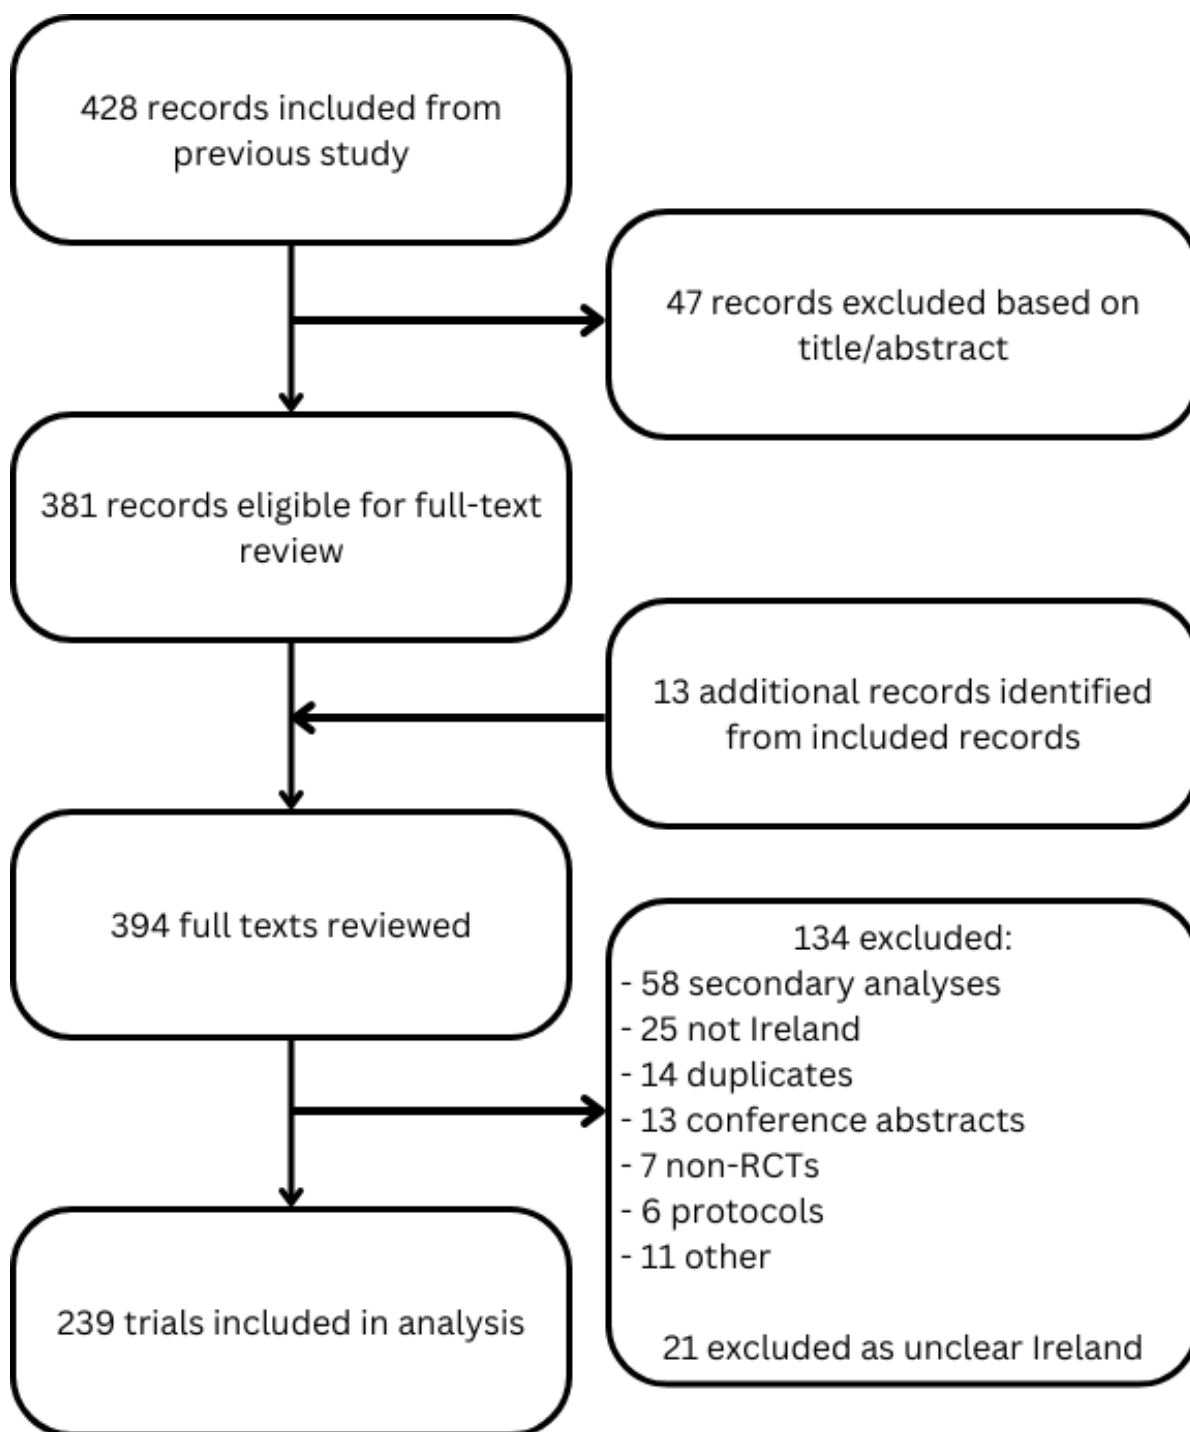 428 records included from
previous study
47 records excluded based on
title/abstract
381 records eligible for full-text
review
13 additional records identified
from included records
394 full texts reviewed
134 excluded:
- 58 secondary analyses
- 25 not Ireland
- 14 duplicates
- 13 conference abstracts
- 7 non-RCTs
- 6 protocols
- 11 other
21 excluded as unclear Ireland
239 trials included in analysis